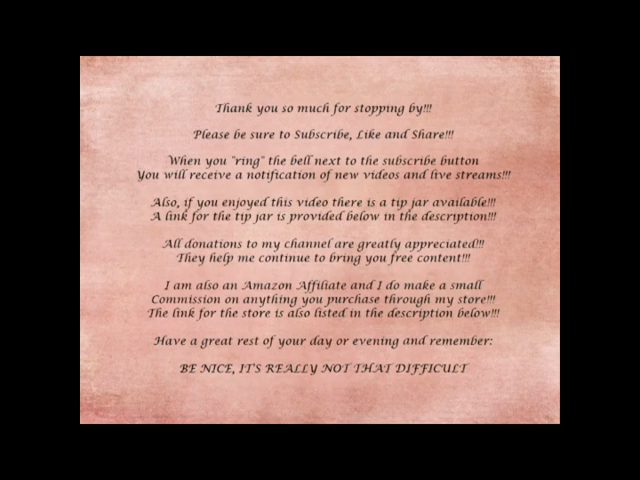 Thank you so much for stopping by!!!
Please be sure to Subscribe, Like and Share!!!
When you "ring" the bell next to the subscribe button
You will receive a notification of new videos and live streams!!!
Also, if you enjoyed this video there is a tip jar available!!!
A link for the tip jar is provided below in the description!!!
All donations to my channel are greatly appreciated!!!
They help me continue to bring you free content!!!
I am also an Amazon Affiliate and I do make a small
Commission on anything you purchase through my store!!!
The link for the store is also listed in the description below!!!
Have a great rest of your day or evening and remember:
BE NICE, IT'S REALLY NOT THAT DIFFICULT